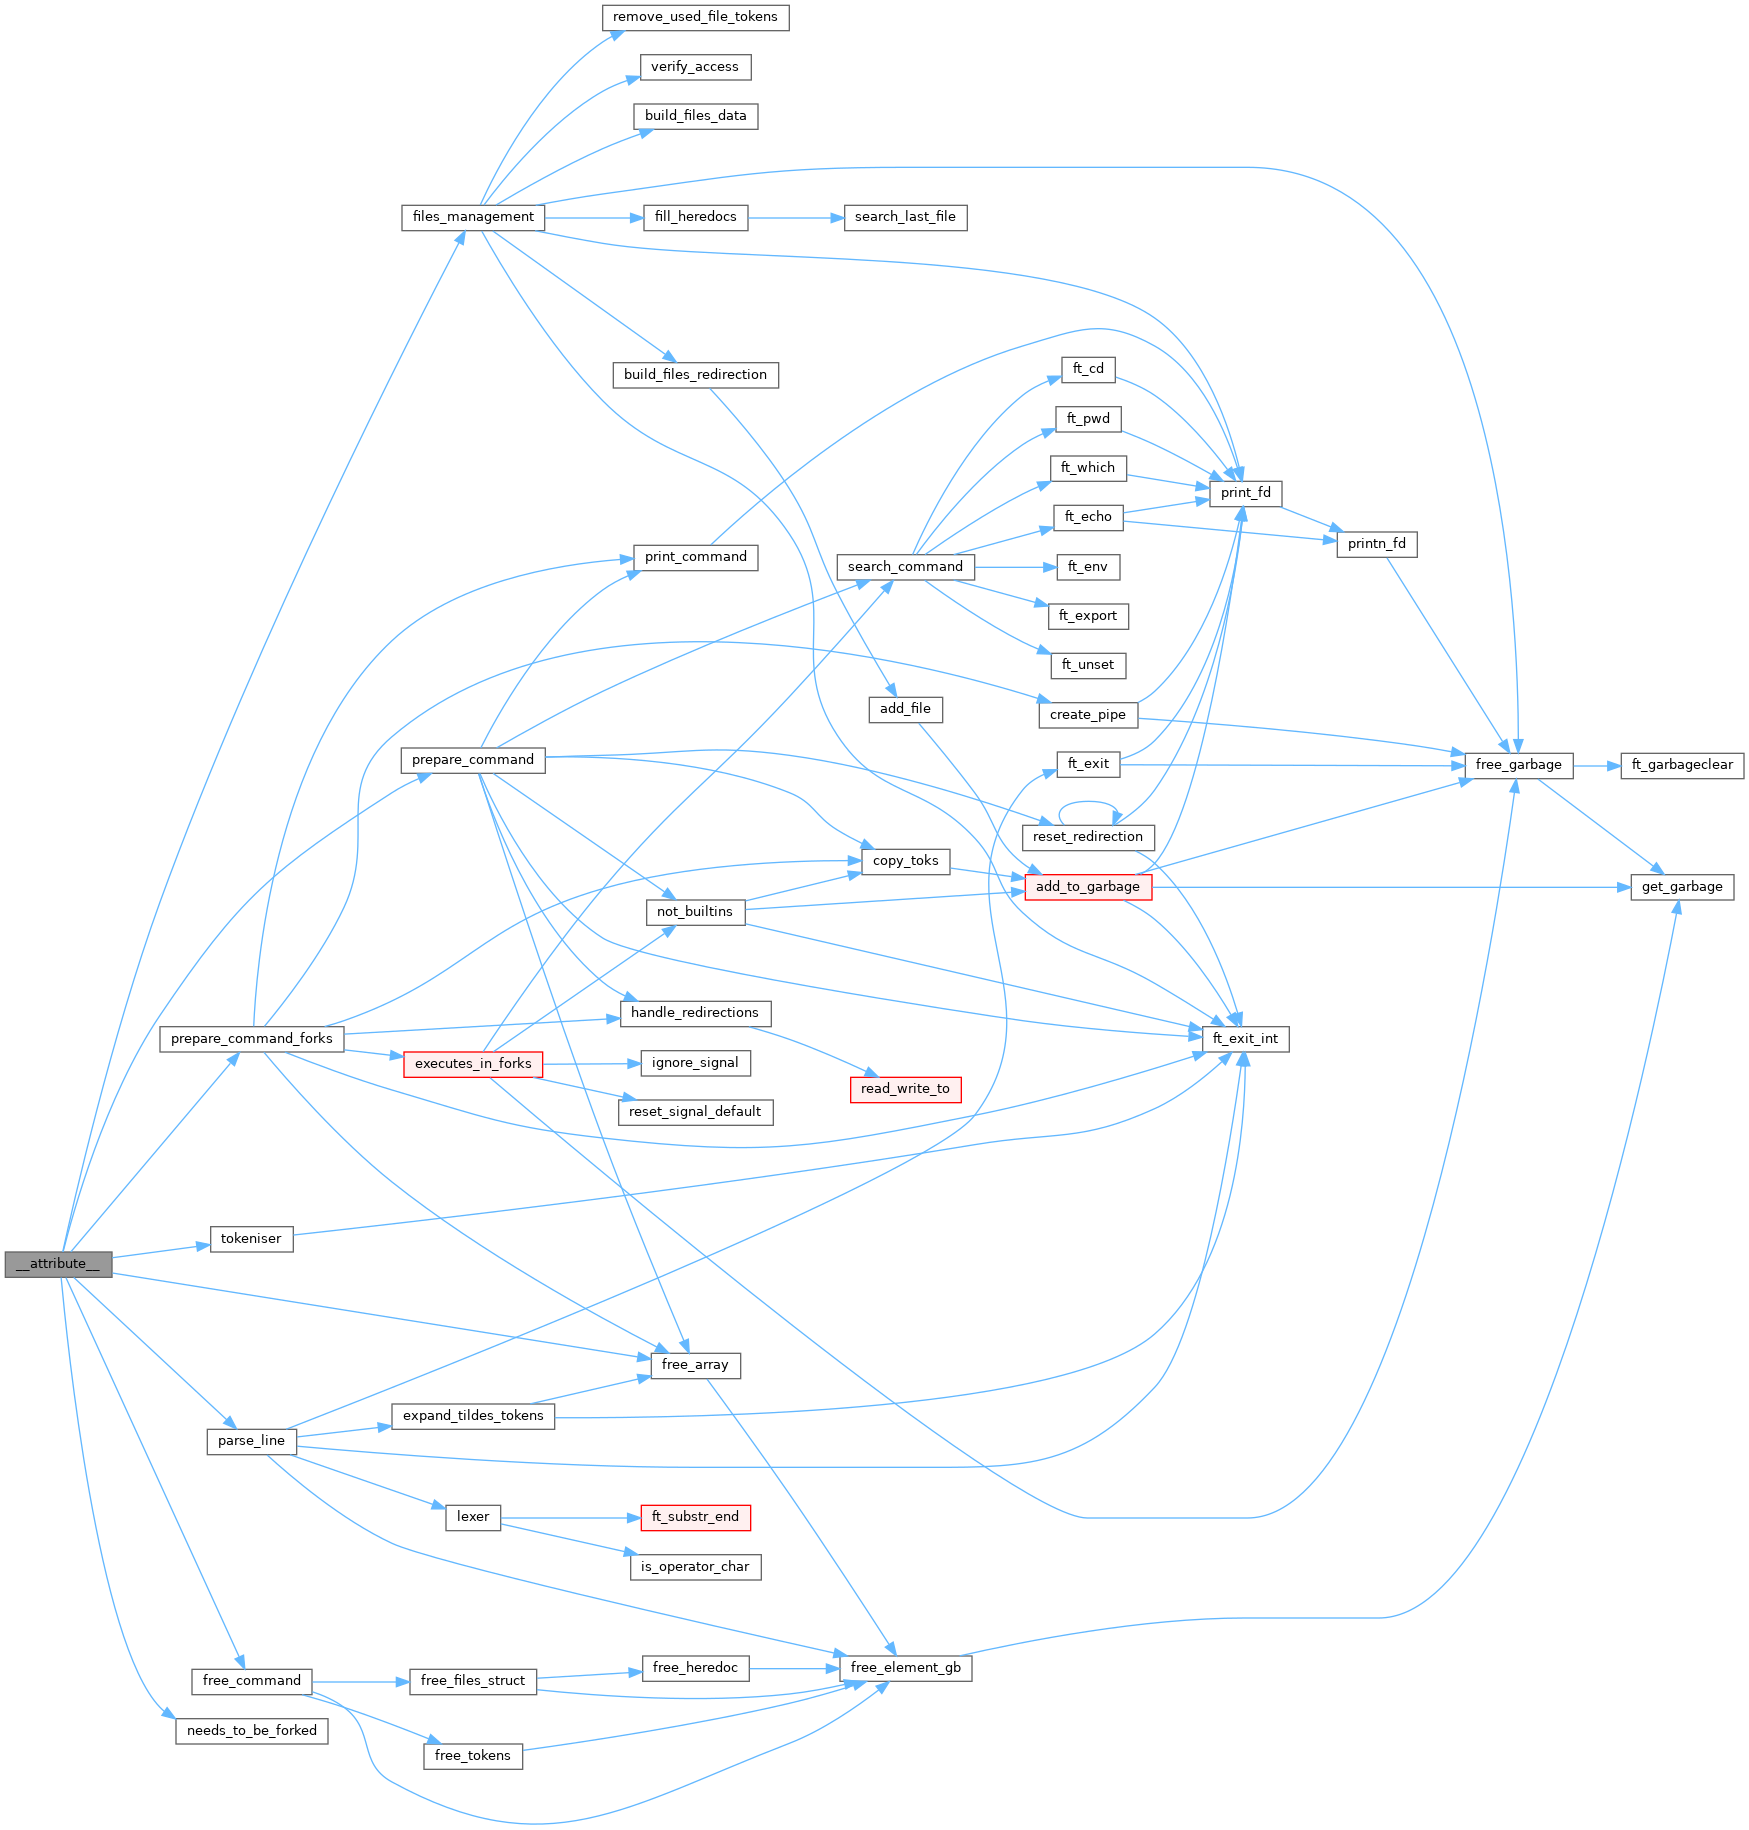 remove_used_file_tokens
verify_access
build_files_data
files_management
fill_heredocs
search_last_file
build_files_redirection
ft_cd
ft_pwd
ft_which
print_fd
ft_echo
printn_fd
print_command
search_command
ft_env
ft_export
ft_unset
add_file
create_pipe
prepare_command
ft_exit
free_garbage
ft_garbageclear
reset_redirection
copy_toks
add_to_garbage
get_garbage
not_builtins
handle_redirections
prepare_command_forks
ft_exit_int
executes_in_forks
ignore_signal
read_write_to
reset_signal_default
tokeniser
__attribute__
free_array
expand_tildes_tokens
parse_line
lexer
ft_substr_end
is_operator_char
free_heredoc
free_element_gb
free_command
free_files_struct
needs_to_be_forked
free_tokens